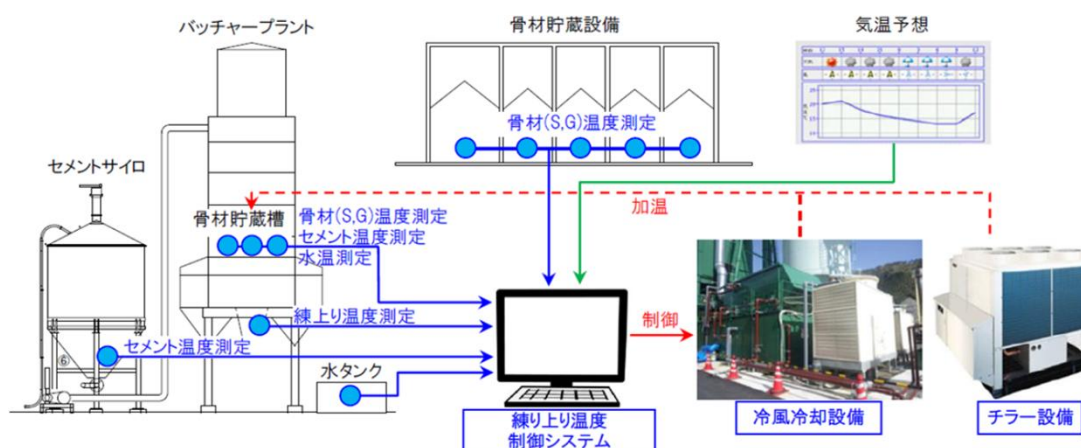 バッチャープラント
骨材貯蔵設備
気温予想
骨材(S,G)温度測定
セメントサイロ
加温
骨材貯蔵槽
骨材(S,G)温度測定
セメント温度測定
水温測定
練上り温度測定
制御
セメント温度測定
⑥
水タンク
練り上り温度
制御システム
冷風冷却設備
チラー設備